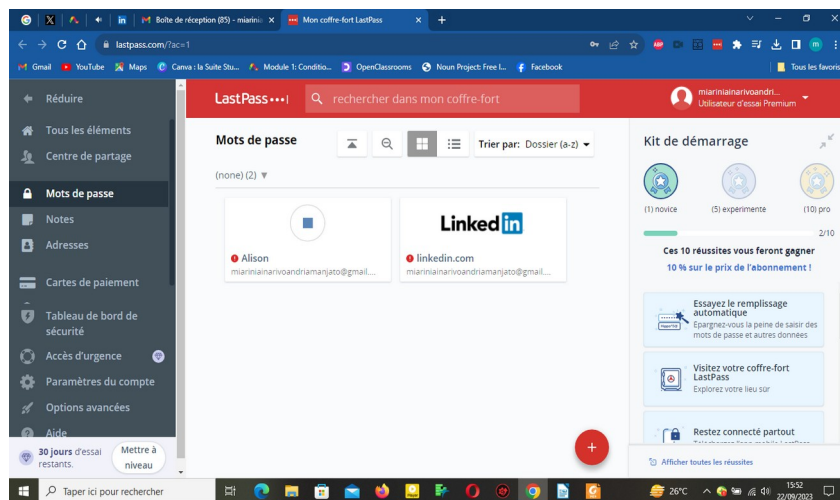 Boîte de réception (85) - miarinia
Mon coffre-fort LastPass
lastpass.com/?ac=1
Gmail
YouTube
Maps
Canva : la Suite Stu...
Module 1: Conditio...
OpenClassrooms
Noun Project: Free I...
Facebook
Tous les favoris
Réduire
Tous les éléments
Centre de partage
Mots de passe
Notes
Adresses
Cartes de paiement
Tableau de bord de
sécurité
Accès d'urgence
Paramètres du compte
Options avancées
Aide
30 jours d'essai
restants.
Mettre à
niveau
LastPass
rechercher dans mon coffre-fort
miariniainarivoandri...
Utilisateur d'essai Premium
Mots de passe
Trier par: Dossier (a-z)
(none) (2)
Alison
miariniainarivoandriamanjato@gmail....
LinkedIn
linkedin.com
miariniainarivoandriamanjato@gmail....
Kit de démarrage
(1) novice
(5) experimente
(10) pro
2/10
Ces 10 réussites vous feront gagner
10 % sur le prix de l'abonnement !
Essayez le remplissage
automatique
Épargnez-vous la peine de saisir des
mots de passe et autres données
Visitez votre coffre-fort
LastPass
Explorez votre lieu sûr
Restez connecté partout
Afficher toutes les réussites
Taper ici pour rechercher
26°C
15:52
22/09/2023